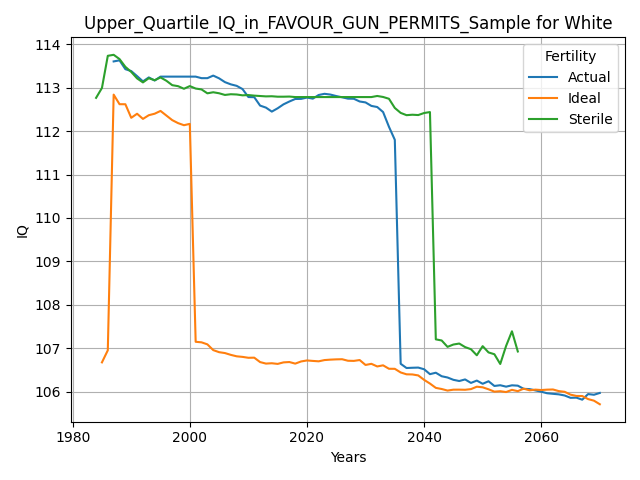 Upper_Quartile_IQ_in_FAVOUR_GUN_PERMITS_Sample for White
Fertility
Actual
Ideal
Sterile
IQ
114
113
112
111
110
109
108
107
106
1980
2000
2020
2040
2060
Years